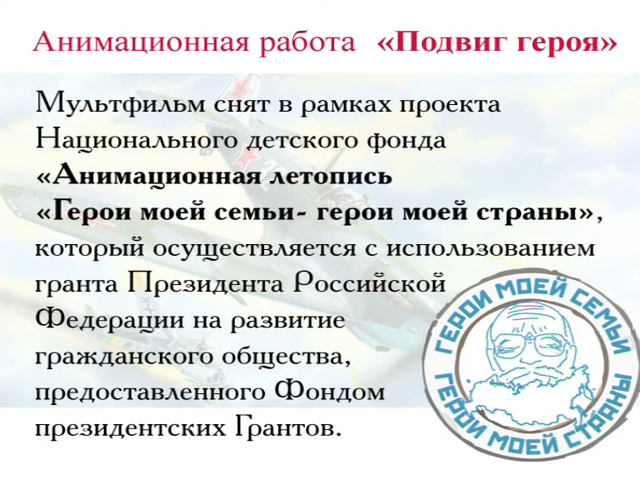 Анимационная работа «Подвиг героя»
Мультфильм снят в рамках проекта
Национального детского фонда
«Анимационная летопись
«Герои моей семьи- герои моей страны»,
который осуществляется с использованием
гранта Президента Российской
Федерации на развитие
гражданского общества,
предоставленного Фондом
президентских Грантов.
ГЕРОИ МОЕЙ СЕМЬИ
ГЕРОИ МОЕЙ СТРАНЫ